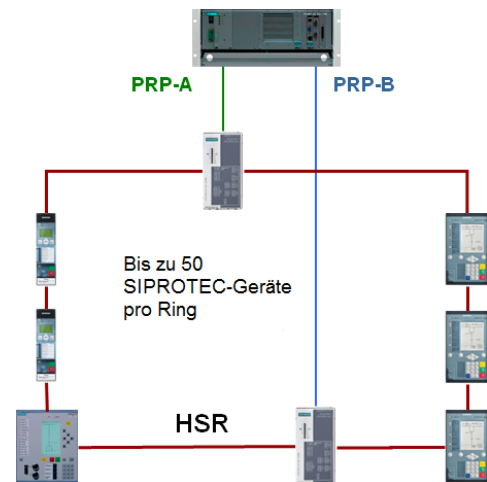 PRP-A
PRP-B
Bis zu 50
SIPROTEC-Geräte
pro Ring
HSR